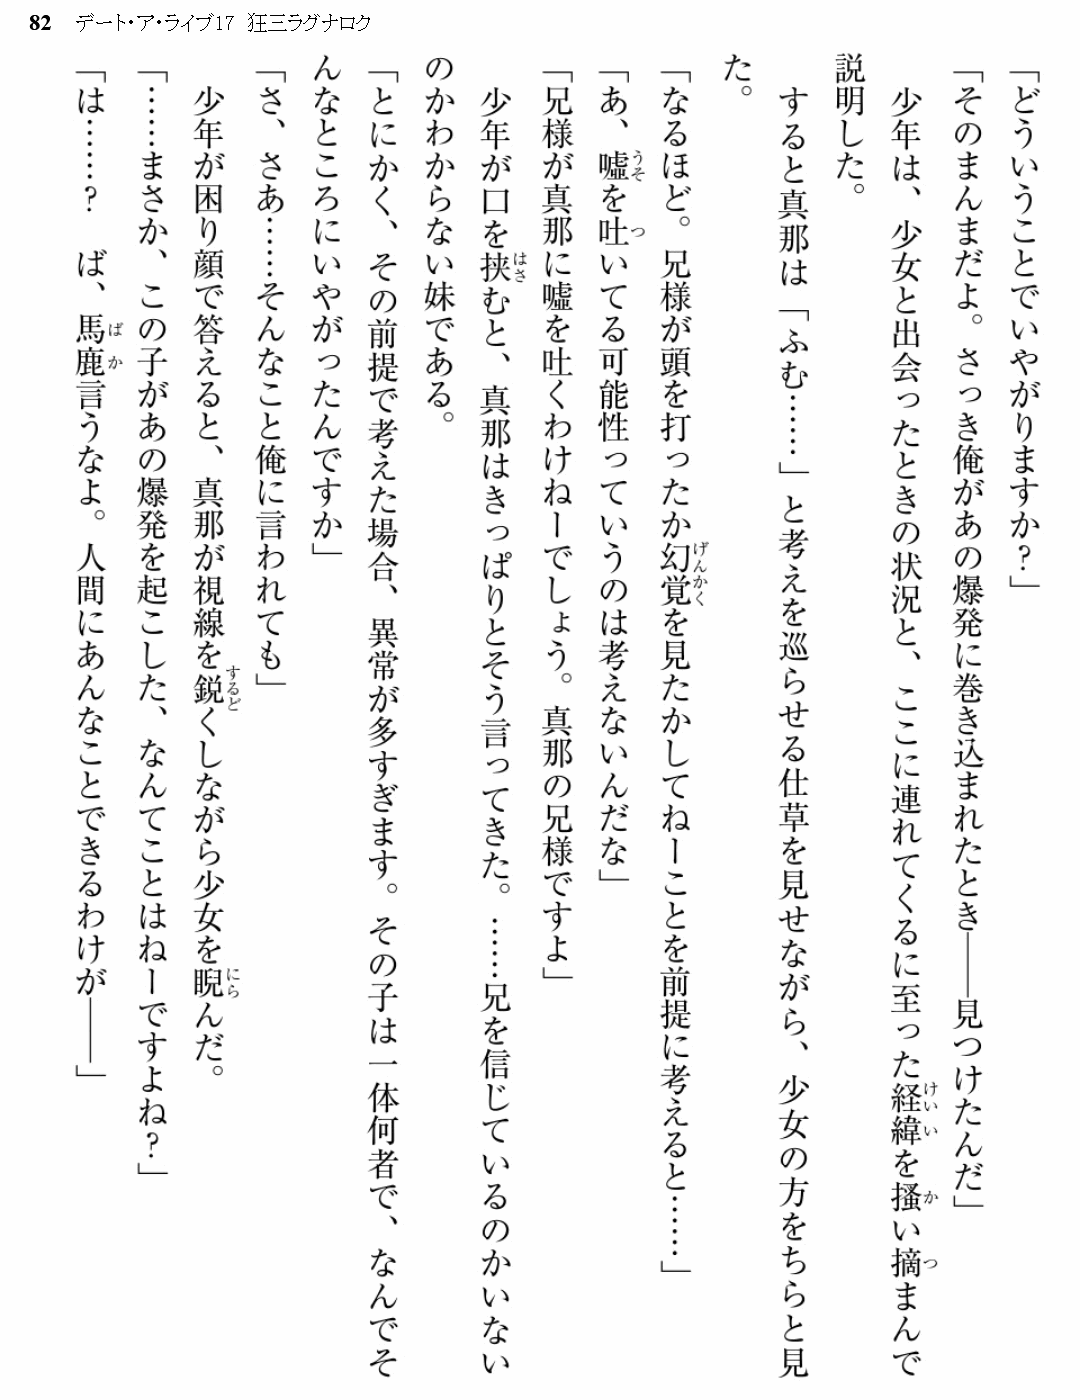 82 デート・ア・ライブ17 狂三ラグナロク
「どういうことでいやがりますか?」
「そのまんまだよ。さっき俺があの爆発に巻き込まれたとき――見つけたんだ」
少年は、少女と出会ったときの状況と、ここに連れてくるに至った経緯を掻い摘まんで
説明した。
すると真那は「ふむ……」と考えを巡らせる仕草を見せながら、少女の方をちらと見
た。
「なるほど。兄様が頭を打ったか幻覚を見たかしてねーことを前提に考えると……」
「あ、嘘を吐いてる可能性っていうのは考えないんだな」
「兄様が真那に嘘を吐くわけねーでしょう。真那の兄様ですよ」
少年が口を挟むと、真那はきっぱりとそう言ってきた。……兄を信じているのかいない
のかわからない妹である。
「とにかく、その前提で考えた場合、異常が多すぎます。その子は一体何者で、なんでそ
んなところにいやがったんですか」
「さ、さあ……そんなこと俺に言われても」
少年が困り顔で答えると、真那が視線を鋭くしながら少女を睨んだ。
「……まさか、この子があの爆発を起こした、なんてことはねーですよね?」
「は……? ば、馬鹿言うなよ。人間にあんなことできるわけが――」